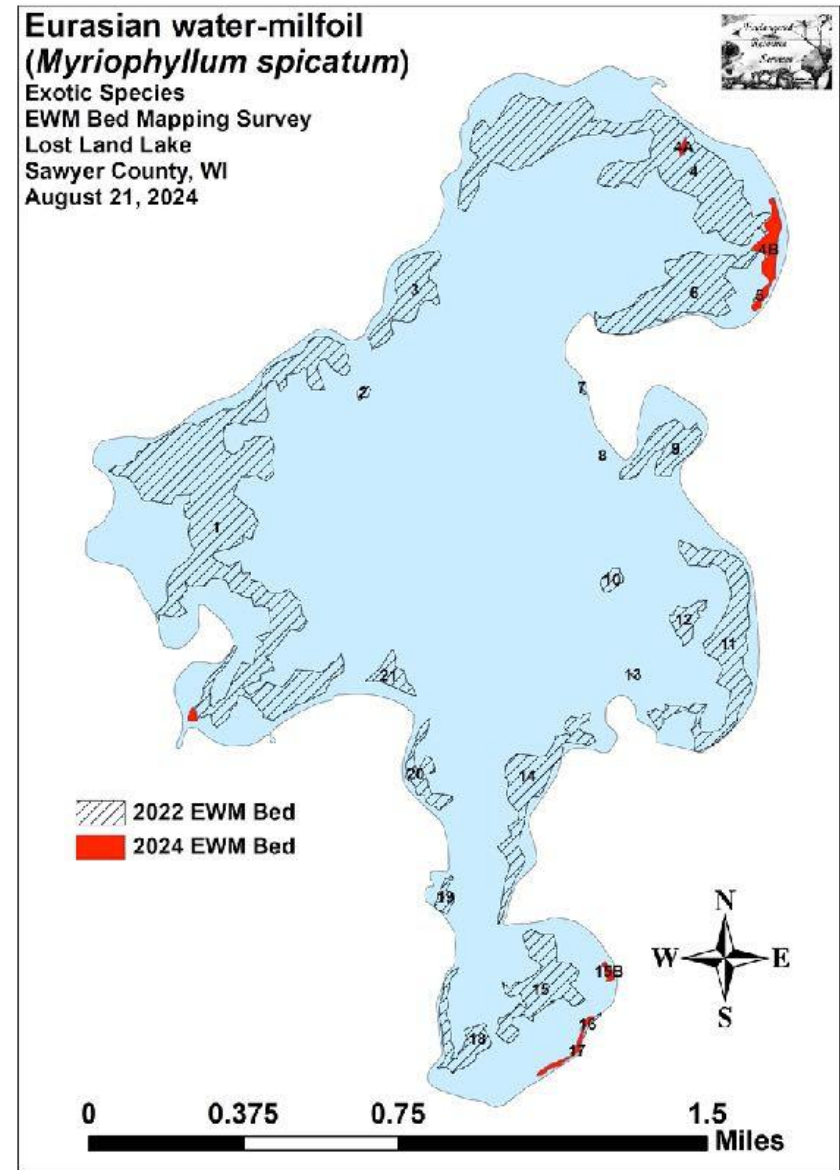 Eurasian water-milfoil
(Myriophyllum spicatum)
Exotic Species
EWM Bed Mapping Survey
Lost Land Lake
Sawyer County, WI
August 21, 2024
Endangered
Resource
Services
4A
4
4B
3
6
5
2
7
8
9
1
10
12
11
13
21
20
14
2022 EWM Bed
2024 EWM Bed
19
N
W
E
S
15B
15
16
18
17
0
0.375
0.75
1.5
Miles